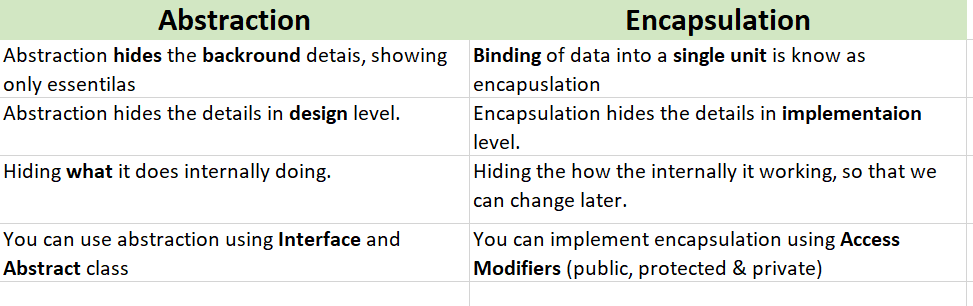 Abstraction
Encapsulation
Abstraction hides the backround detais, showing
only essentilas
Binding of data into a single unit is know as
encapuslation
Abstraction hides the details in design level.
Encapsulation hides the details in implementaion
level.
Hiding what it does internally doing.
Hiding the how the internally it working, so that we
can change later.
You can use abstraction using Interface and
Abstract class
You can implement encapsulation using Access
Modifiers (public, protected & private)